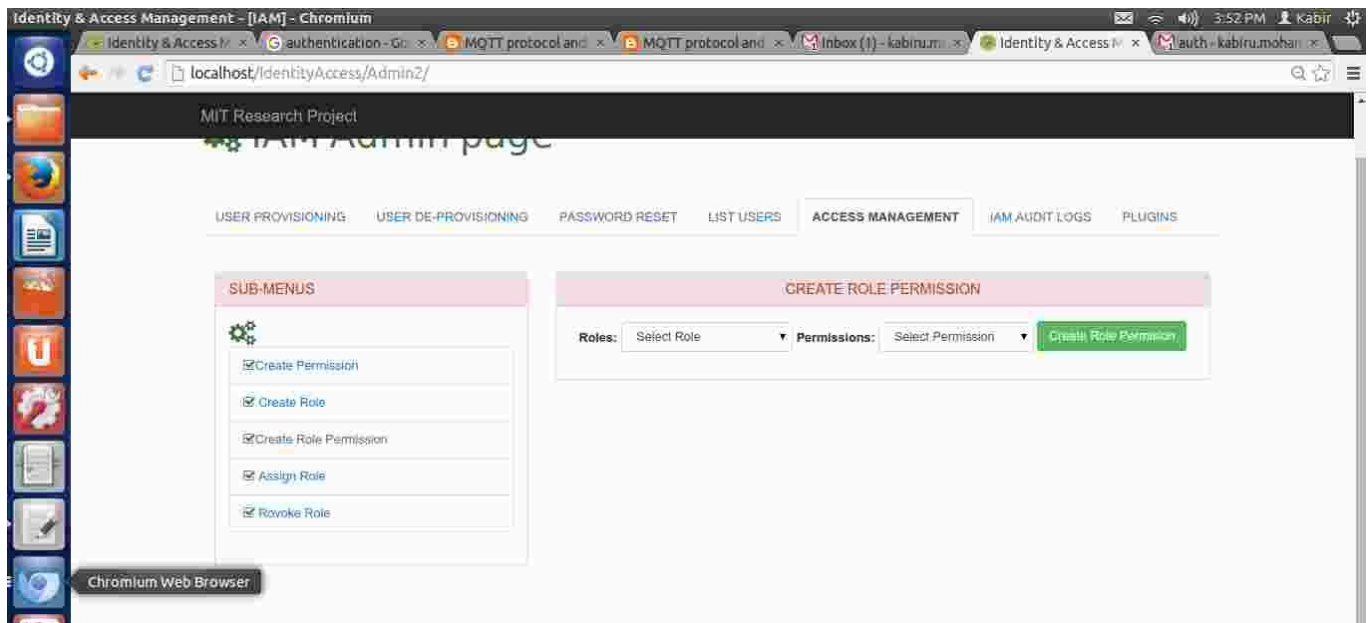 Identity & Access Management - [IAM] - Chromium
3:52 PM Kabir
Identity & Access M
authentication - Go
MQTT protocol and
MQTT protocol and
Inbox (1) - kabiru.m
Identity & Access M
auth - kabiru.mohan
localhost/IdentityAccess/Admin2/
MIT Research Project
IAM Admin page
USER PROVISIONING
USER DE-PROVISIONING
PASSWORD RESET
LIST USERS
ACCESS MANAGEMENT
IAM AUDIT LOGS
PLUGINS
SUB-MENUS
Create Permission
Create Role
Create Role Permission
Assign Role
Rovoke Role
CREATE ROLE PERMISSION
Roles: Select Role Permissions: Select Permission Create Role Permision
Chromium Web Browser